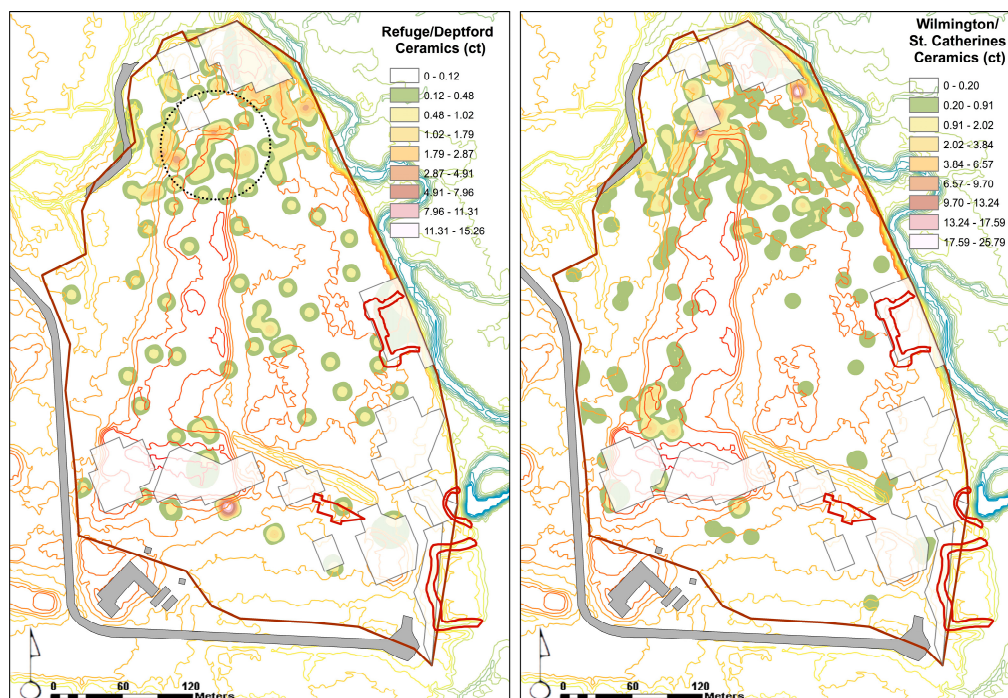 Refuge/Deptford
Ceramics (ct)
0 - 0.12
0.12 - 0.48
0.48 - 1.02
1.02 - 1.79
1.79 - 2.87
2.87 - 4.91
4.91 - 7.96
7.96 - 11.31
11.31 - 15.26
0 60 120
Meters
Wilmington/
St. Catherines
Ceramics (ct)
0 - 0.20
0.20 - 0.91
0.91 - 2.02
2.02 - 3.84
3.84 - 6.57
6.57 - 9.70
9.70 - 13.24
13.24 - 17.59
17.59 - 25.79
0 60 120
Meters